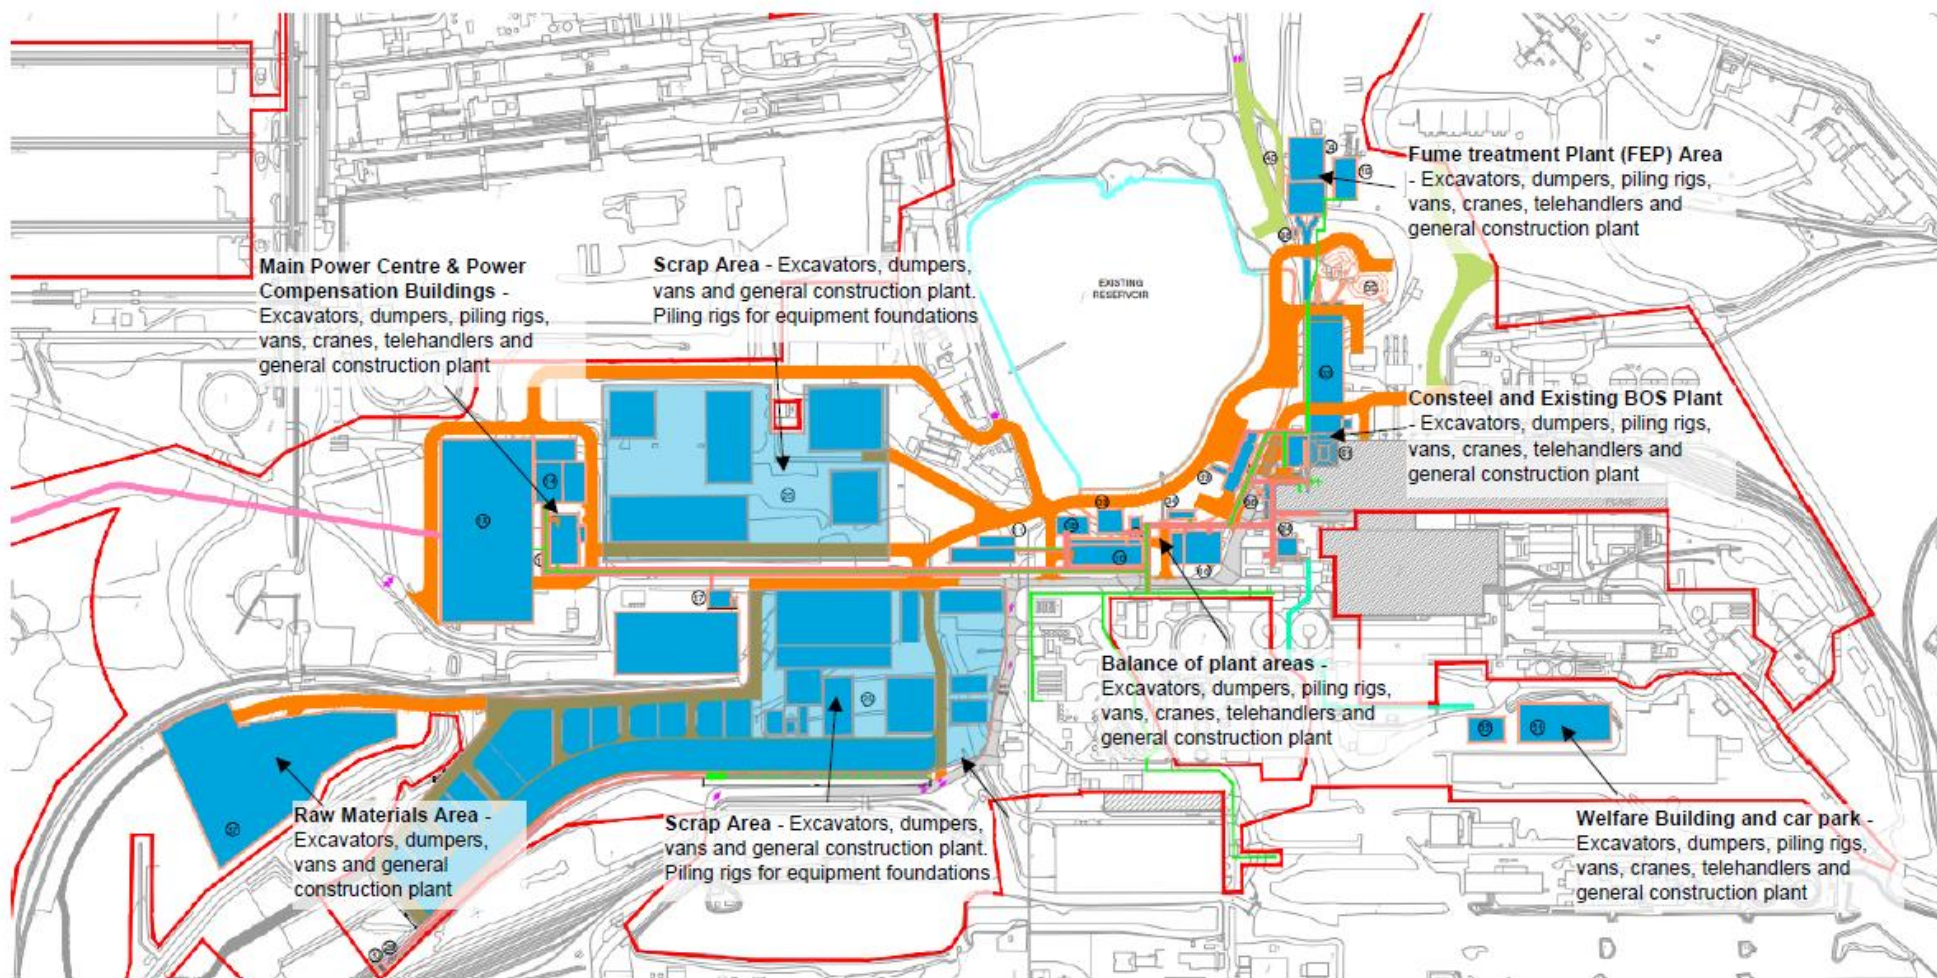 Fume treatment Plant (FEP) Area
- Excavators, dumpers, piling rigs,
vans, cranes, telehandlers and
general construction plant
Main Power Centre & Power
Compensation Buildings -
Excavators, dumpers, piling rigs,
vans, cranes, telehandlers and
general construction plant
Scrap Area - Excavators, dumpers,
vans and general construction plant.
Piling rigs for equipment foundations
EXISTING
RESERVOIR
Consteel and Existing BOS Plant
- Excavators, dumpers, piling rigs,
vans, cranes, telehandlers and
general construction plant
Balance of plant areas -
Excavators, dumpers, piling rigs,
vans, cranes, telehandlers and
general construction plant
Raw Materials Area -
Excavators, dumpers,
vans and general
construction plant
Scrap Area - Excavators, dumpers,
vans and general construction plant.
Piling rigs for equipment foundations
Welfare Building and car park -
Excavators, dumpers, piling rigs,
vans, cranes, telehandlers and
general construction plant